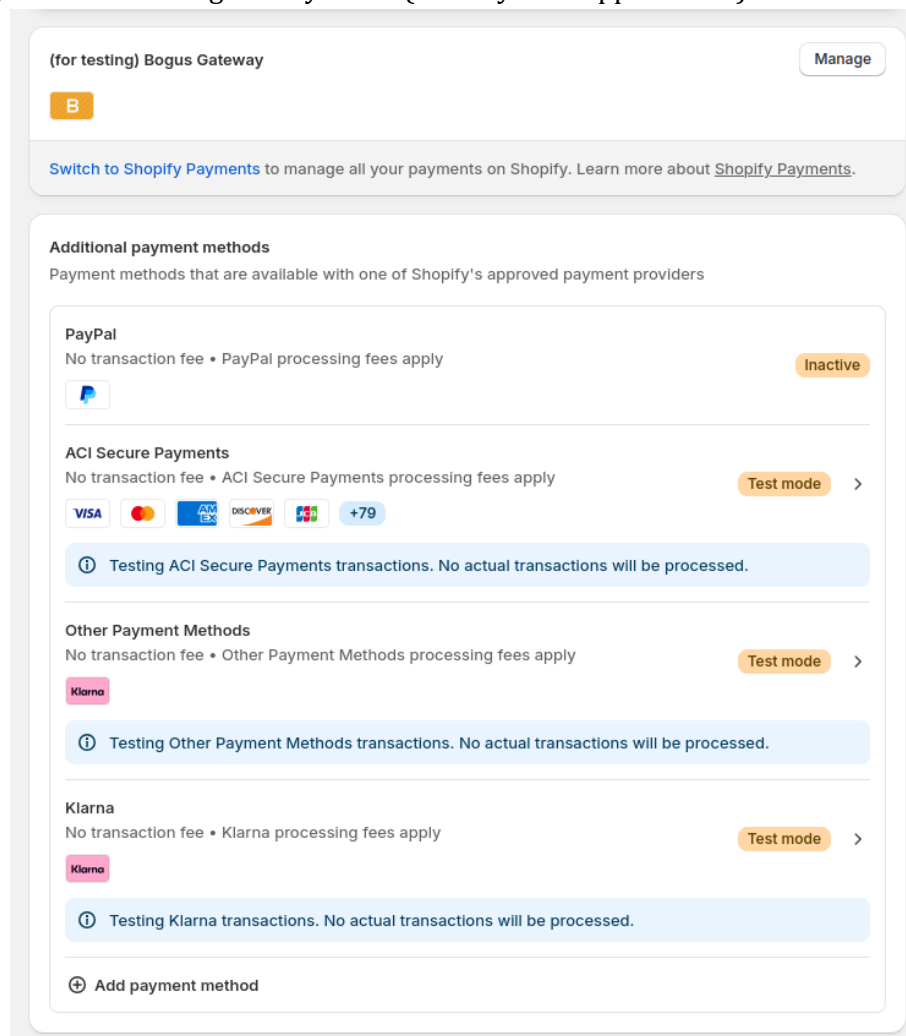 (for testing) Bogus Gateway
Manage
B
Switch to Shopify Payments to manage all your payments on Shopify. Learn more about Shopify Payments.
Additional payment methods
Payment methods that are available with one of Shopify's approved payment providers
PayPal
No transaction fee • PayPal processing fees apply
Inactive
ACI Secure Payments
No transaction fee • ACI Secure Payments processing fees apply
Test mode
VISA
AM EX
DISCOVER
JCB
+79
Testing ACI Secure Payments transactions. No actual transactions will be processed.
Other Payment Methods
No transaction fee • Other Payment Methods processing fees apply
Test mode
Klarna
Testing Other Payment Methods transactions. No actual transactions will be processed.
Klarna
No transaction fee • Klarna processing fees apply
Test mode
Klarna
Testing Klarna transactions. No actual transactions will be processed.
Add payment method